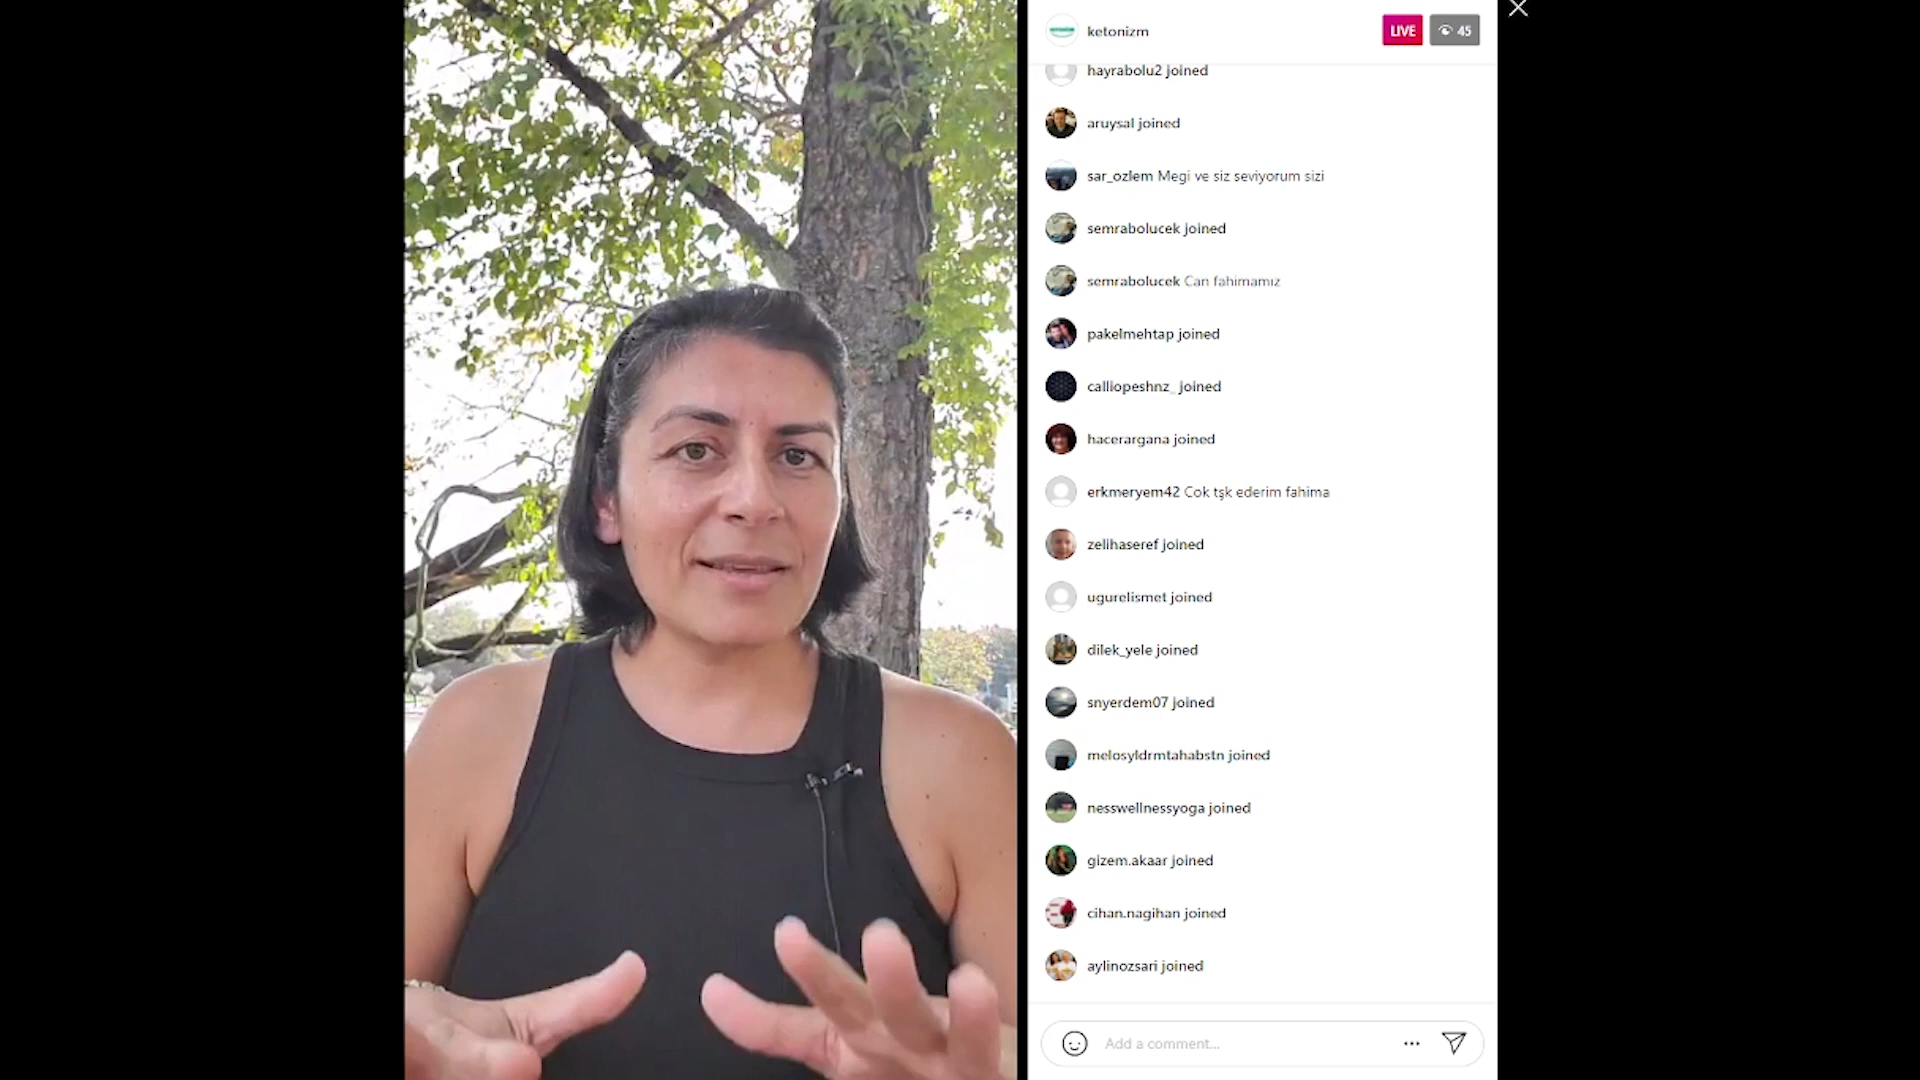 ketonizm
LIVE
45
hayrabolu2 joined
aruysal joined
sar_ozlem Megi ve siz seviyorum sizi
semrabolucek joined
semrabolucek Can fahimamız
pakelmehtap joined
calliopeshnz_ joined
hacerargana joined
erkmeryem42 Cok tşk ederim fahima
zelihaseref joined
ugurelismet joined
dilek_yele joined
snyerdem07 joined
melosyldrmtahabstn joined
nesswellnessyoga joined
gizem.akaar joined
cihan.nagihan joined
aylinozsari joined
Add a comment...